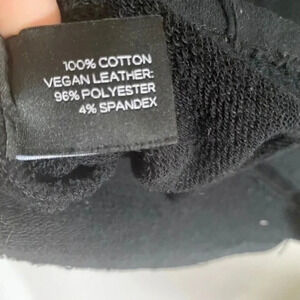 100% COTTON
VEGAN LEATHER:
96% POLYESTER
4% SPANDEX